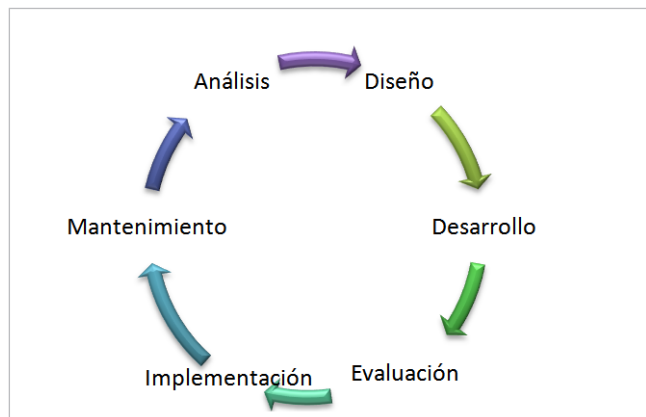 Análisis
Diseño
Desarrollo
Evaluación
Implementación
Mantenimiento